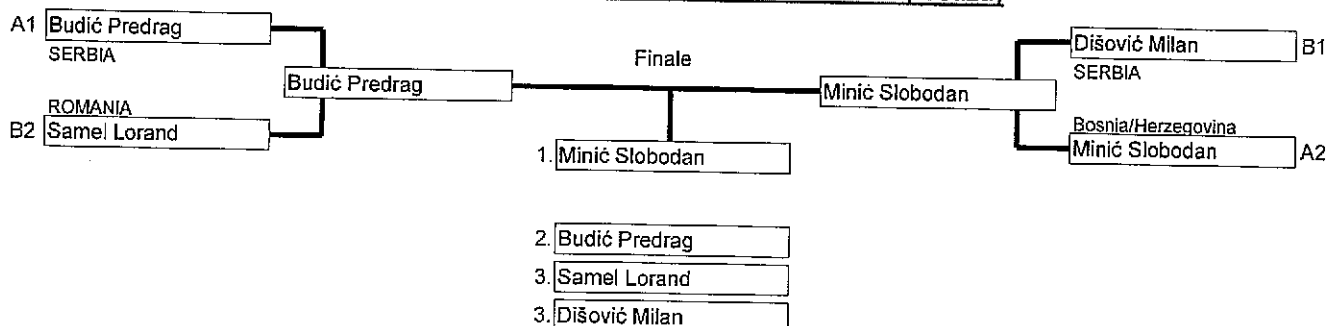 A1 Budić Predrag
SERBIA
Budić Predrag
ROMANIA
B2 Samel Lorand
Finale
1. Minić Slobodan
Minić Slobodan
Dišović Milan B1
SERBIA
Bosnia/Herzegovina
Minić Slobodan A2
2. Budić Predrag
3. Samel Lorand
3. Dišović Milan